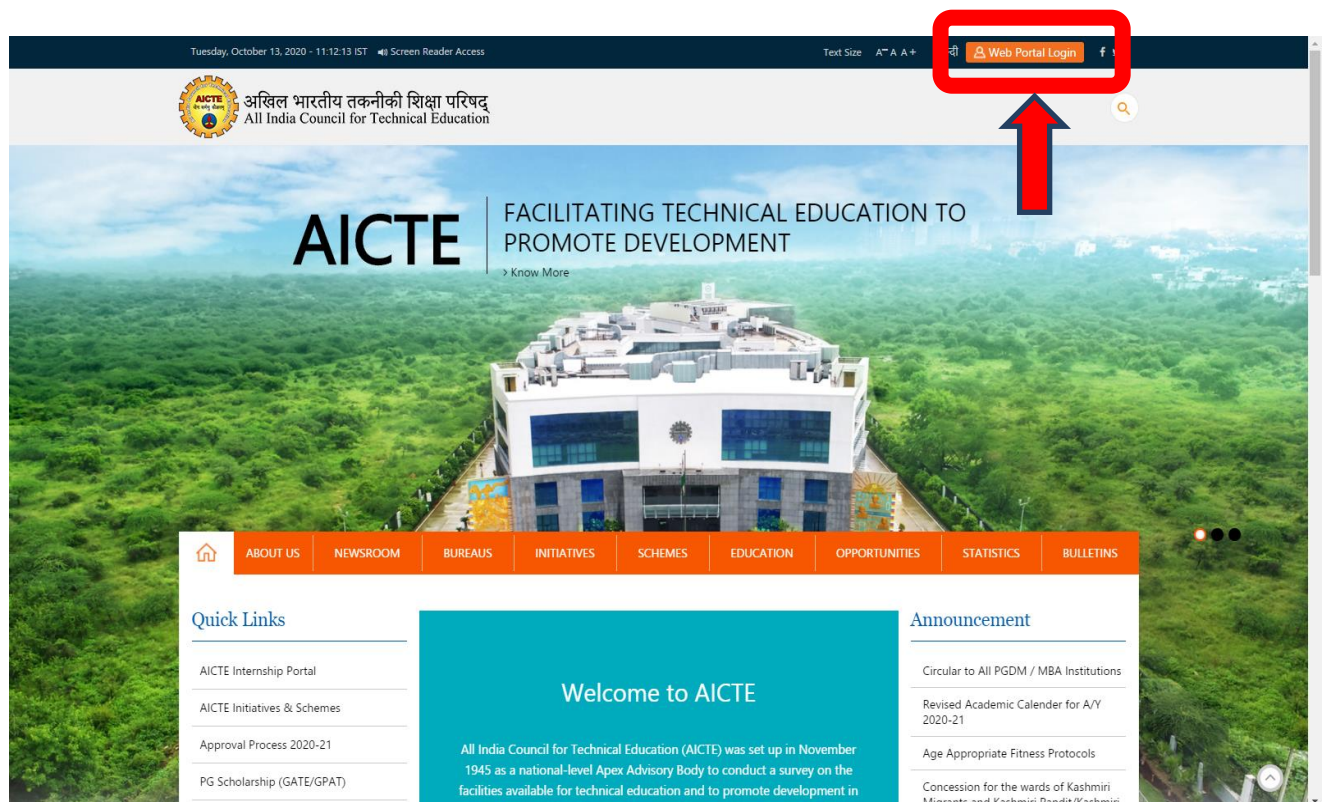 Tuesday, October 13, 2020 - 11:12:13 IST Screen Reader Access
Text Size A- A A+ Web Portal Login
AICTE
अखिल भारतीय तकनीकी शिक्षा परिषद्
All India Council for Technical Education
AICTE
FACILITATING TECHNICAL EDUCATION TO
PROMOTE DEVELOPMENT
> Know More
ABOUT US NEWSROOM BUREAUS INITIATIVES SCHEMES EDUCATION OPPORTUNITIES STATISTICS BULLETINS
Quick Links
AICTE Internship Portal
AICTE Initiatives & Schemes
Approval Process 2020-21
PG Scholarship (GATE/GPAT)
Welcome to AICTE
All India Council for Technical Education (AICTE) was set up in November
1945 as a national-level Apex Advisory Body to conduct a survey on the
facilities available for technical education and to promote development in
Announcement
Circular to All PGDM / MBA Institutions
Revised Academic Calender for A/Y
2020-21
Age Appropriate Fitness Protocols
Concession for the wards of Kashmiri
Migrants and Kashmiri Pandit/Kashmiri